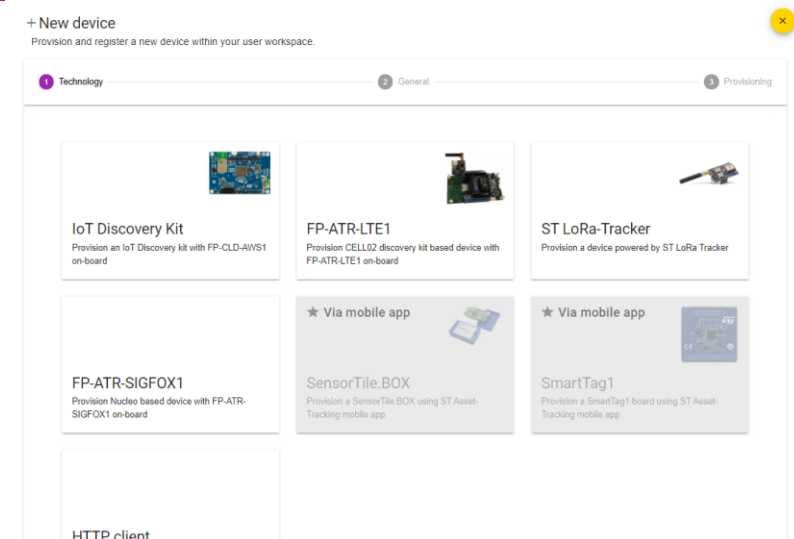 + New device
Provision and register a new device within your user workspace.
1 Technology
2 General
3 Provisioning
IoT Discovery Kit
Provision an IoT Discovery kit with FP-CLD-AWS1
on-board
FP-ATR-LTE1
Provision CELL02 discovery kit based device with
FP-ATR-LTE1 on-board
ST LoRa-Tracker
Provision a device powered by ST LoRa Tracker
FP-ATR-SIGFOX1
Provision Nucleo based device with FP-ATR-
SIGFOX1 on-board
★ Via mobile app
SensorTile.BOX
Provision a SensorTile.BOX using ST Asset-
Tracking mobile app
★ Via mobile app
SmartTag1
Provision a SmartTag1 board using ST Asset-
Tracking mobile app
HTTP client